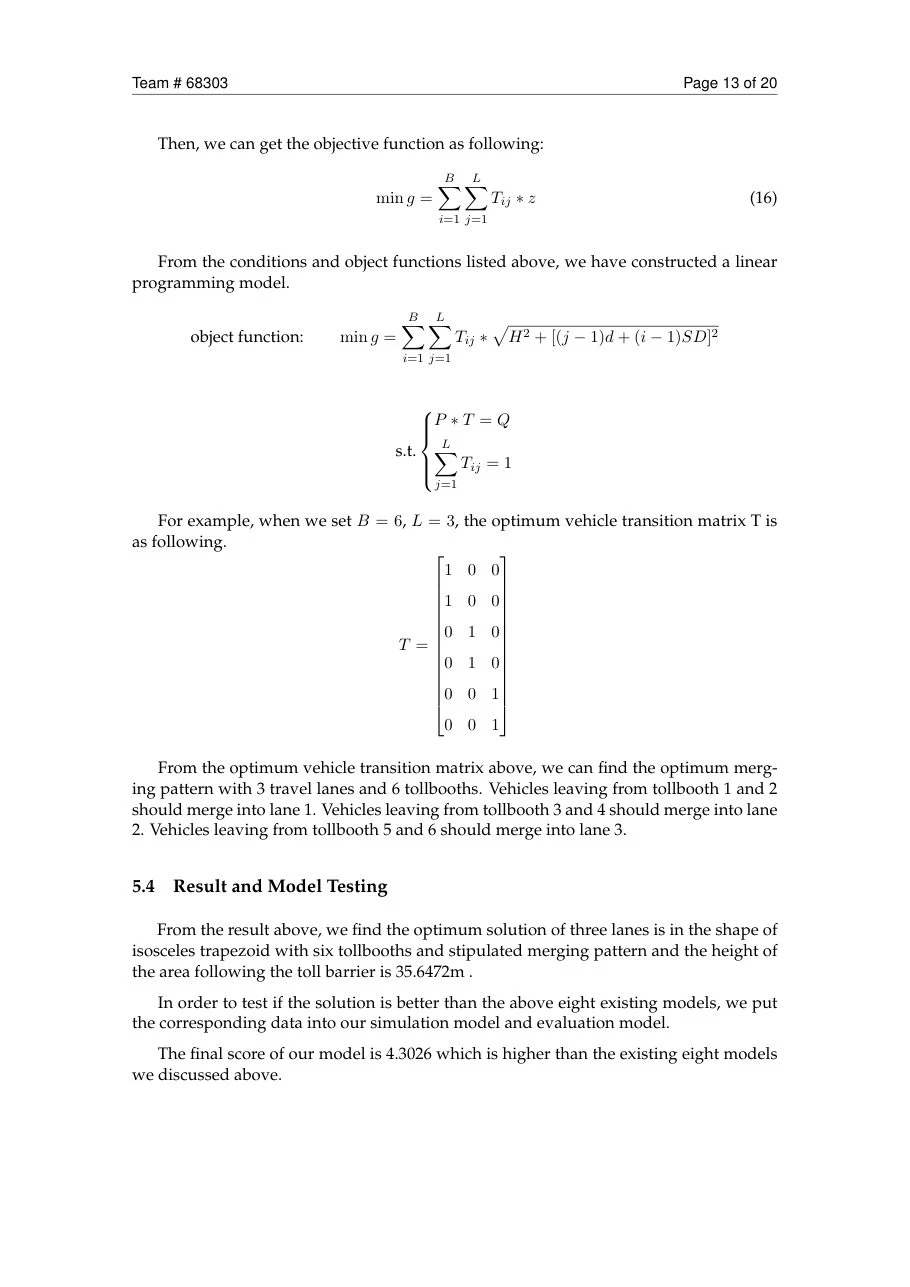 Team # 68303 Page 13 of 20
Then, we can get the objective function as following:
min g = \sum_{i=1}^{B} \sum_{j=1}^{L} T_{ij} * z (16)
From the conditions and object functions listed above, we have constructed a linear
programming model.
object function: min g = \sum_{i=1}^{B} \sum_{j=1}^{L} T_{ij} * \sqrt{H^2 + [(j − 1)d + (i − 1)SD]^2}
s.t. { P * T = Q
\sum_{j=1}^{L} T_{ij} = 1
For example, when we set B = 6, L = 3, the optimum vehicle transition matrix T is
as following.
T =
1 0 0
1 0 0
0 1 0
0 1 0
0 0 1
0 0 1
From the optimum vehicle transition matrix above, we can find the optimum merg-
ing pattern with 3 travel lanes and 6 tollbooths. Vehicles leaving from tollbooth 1 and 2
should merge into lane 1. Vehicles leaving from tollbooth 3 and 4 should merge into lane
2. Vehicles leaving from tollbooth 5 and 6 should merge into lane 3.
5.4 Result and Model Testing
From the result above, we find the optimum solution of three lanes is in the shape of
isosceles trapezoid with six tollbooths and stipulated merging pattern and the height of
the area following the toll barrier is 35.6472m .
In order to test if the solution is better than the above eight existing models, we put
the corresponding data into our simulation model and evaluation model.
The final score of our model is 4.3026 which is higher than the existing eight models
we discussed above.